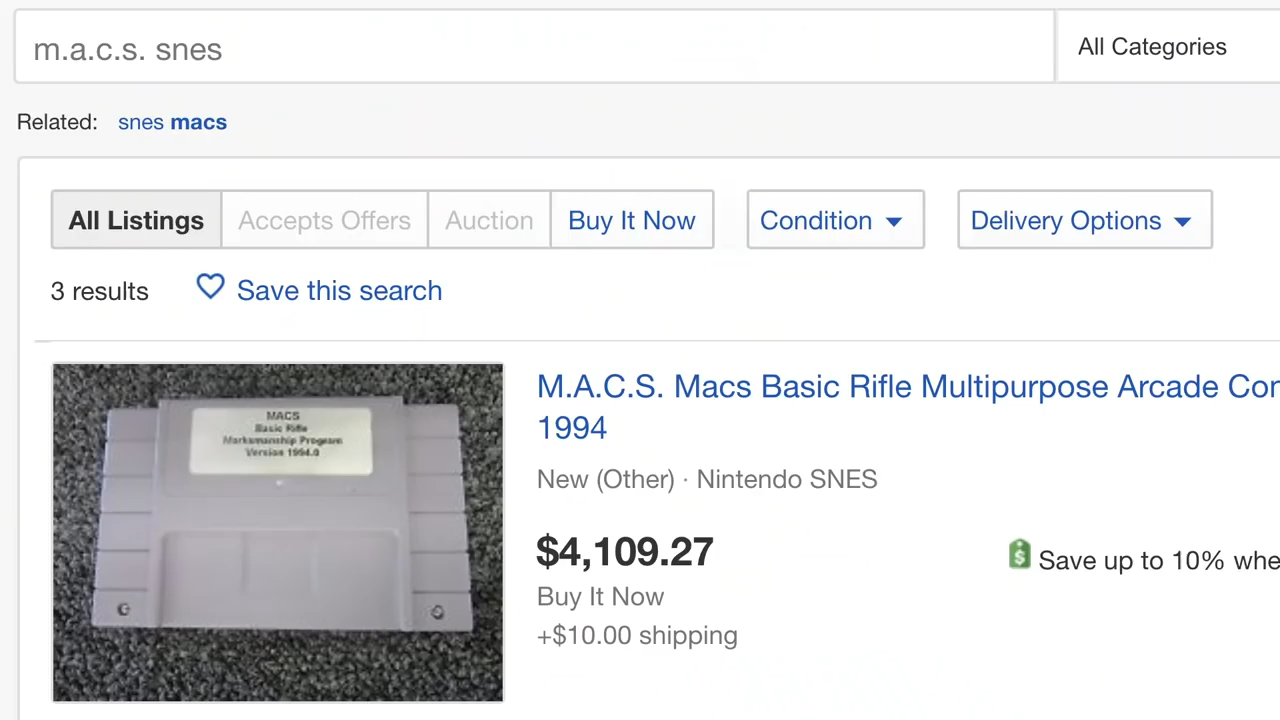 m.a.c.s. snes
All Categories
Related: snes macs
All Listings
Accepts Offers
Auction
Buy It Now
Condition
Delivery Options
3 results
Save this search
MACS
Basic Rifle
Marksmanship Program
Version 1994.0
M.A.C.S. Macs Basic Rifle Multipurpose Arcade Con
1994
New (Other) · Nintendo SNES
$4,109.27
Buy It Now
+$10.00 shipping
$ Save up to 10% whe